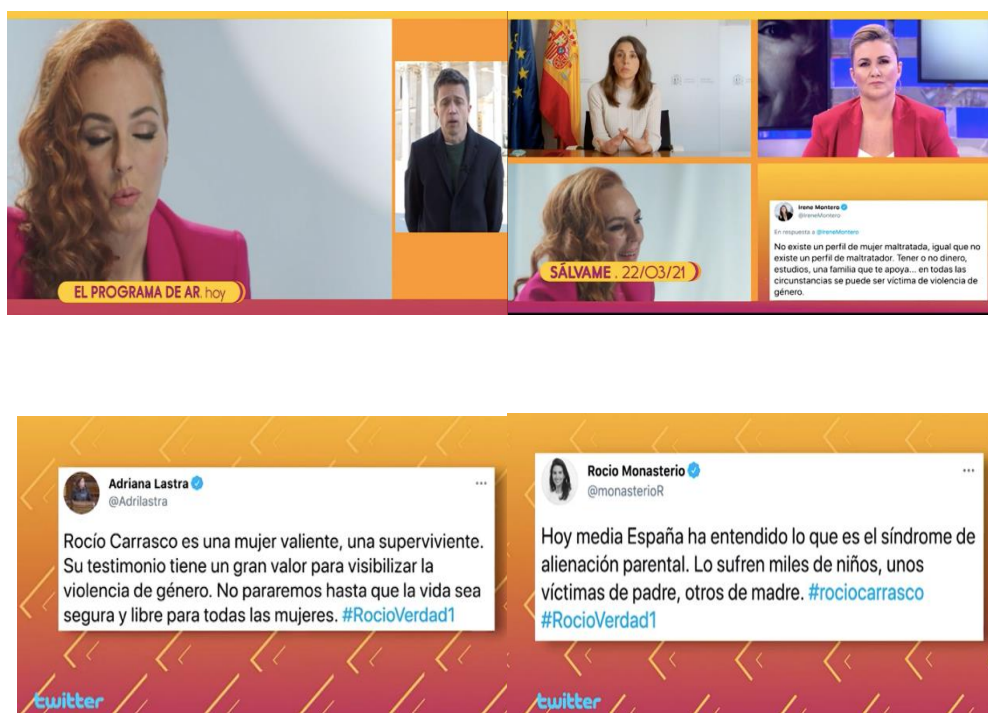 EL PROGRAMA DE AR. hoy
SÁLVAME . 22/03/21
Irene Montero
@IreneMontero
En respuesta a @IreneMontero
No existe un perfil de mujer maltratada, igual que no
existe un perfil de maltratador. Tener o no dinero,
estudios, una familia que te apoya... en todas las
circunstancias se puede ser víctima de violencia de
género.
Adriana Lastra
@Adrilastra
Rocío Carrasco es una mujer valiente, una superviviente.
Su testimonio tiene un gran valor para visibilizar la
violencia de género. No pararemos hasta que la vida sea
segura y libre para todas las mujeres. #RocioVerdad1
twitter
Rocio Monasterio
@monasterioR
Hoy media España ha entendido lo que es el síndrome de
alienación parental. Lo sufren miles de niños, unos
víctimas de padre, otros de madre. #rociocarrasco
#RocioVerdad1
twitter